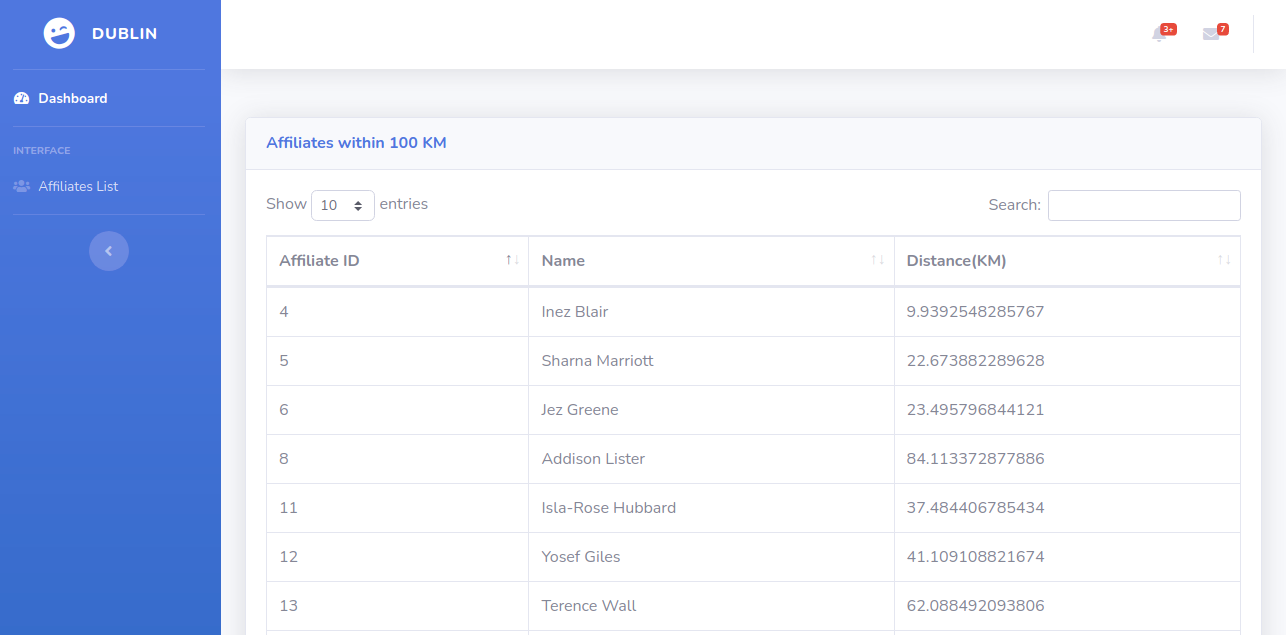 DUBLIN
3+
7
Dashboard
INTERFACE
Affiliates List
Affiliates within 100 KM
Show 10 entries
Search:
Affiliate ID Name Distance(KM)
4 Inez Blair 9.9392548285767
5 Sharna Marriott 22.673882289628
6 Jez Greene 23.495796844121
8 Addison Lister 84.113372877886
11 Isla-Rose Hubbard 37.484406785434
12 Yosef Giles 41.109108821674
13 Terence Wall 62.088492093806